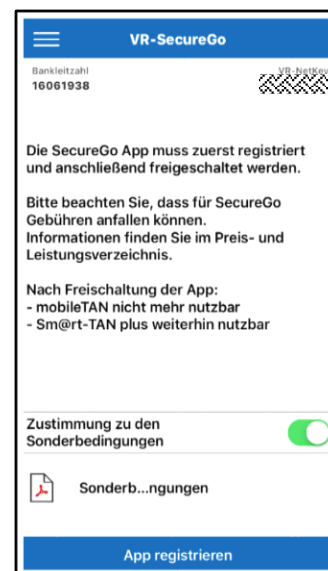 VR-SecureGo
Bankleitzahl
VR-NetKey
16061938
Die SecureGo App muss zuerst registriert
und anschließend freigeschaltet werden.
Bitte beachten Sie, dass für SecureGo
Gebühren anfallen können.
Informationen finden Sie im Preis- und
Leistungsverzeichnis.
Nach Freischaltung der App:
- mobileTAN nicht mehr nutzbar
- Sm@rt-TAN plus weiterhin nutzbar
Zustimmung zu den
Sonderbedingungen
Sonderb...ngungen
App registrieren